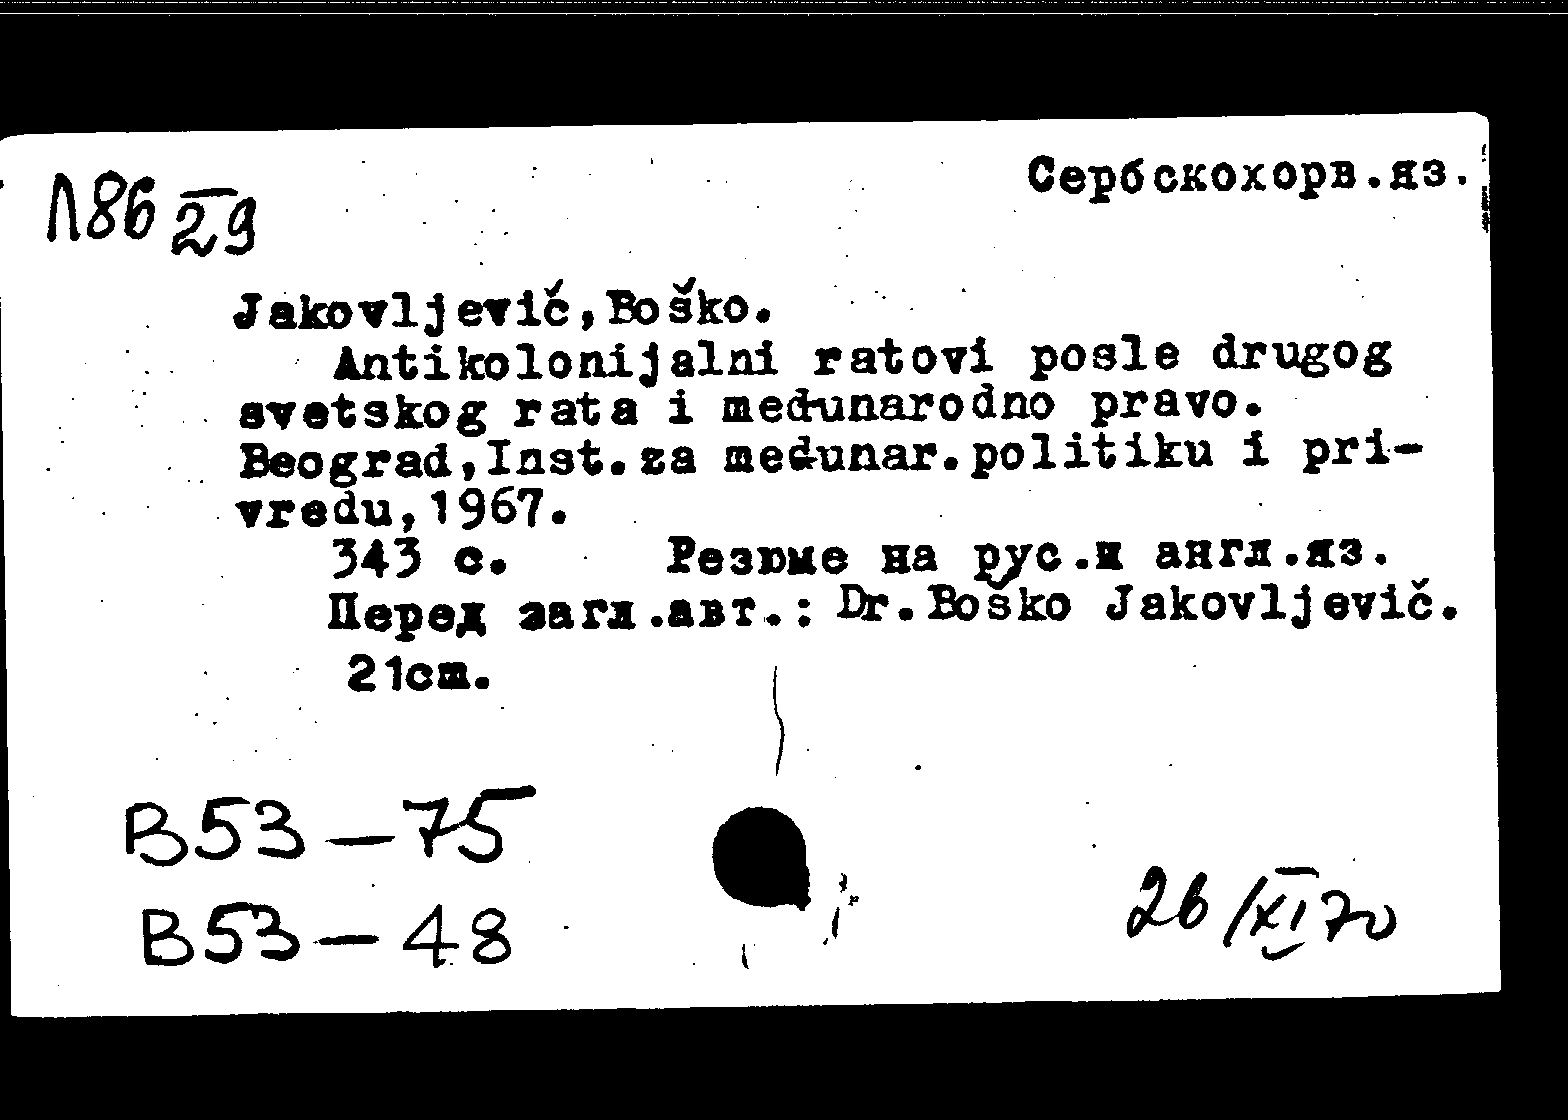 Сербскохорв.яз.
Л86 29
Jakovljevič,Boško.
Antikolonijalni ratovi posle drugog
svetskog rata i međunarodno pravo.
Beograd,Inst.za međunar.politiku i pri-
vredu,1967.
343 с. Резюме на рус.и англ.яз.
Перед загл.авт.: Dr.Boško Jakovljevič.
21cm.
B53-75
B53-48
26/XI 70